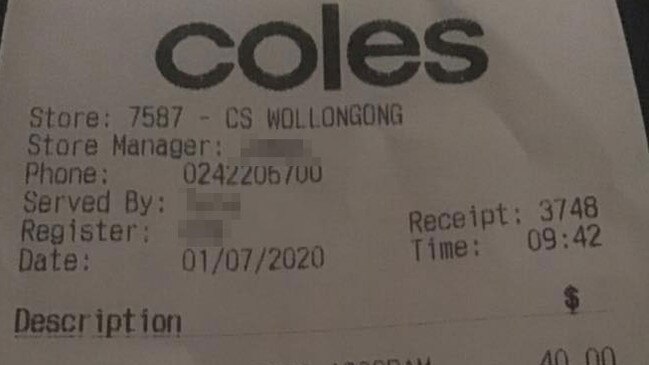 coles
Store: 7587 - CS WOLLONGONG
Store Manager:
Phone: 0242206700
Served By:
Register: Receipt: 3748
Date: 01/07/2020 Time: 09:42
$
Description
40.00